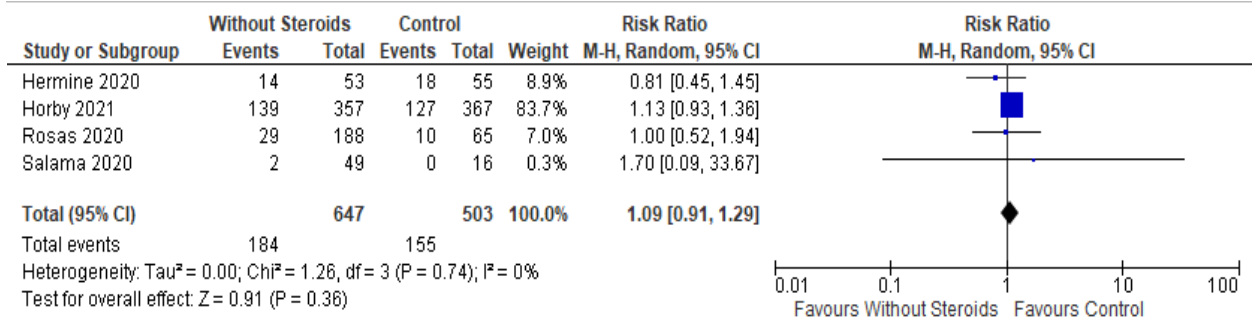 Without Steroids Control Risk Ratio Risk Ratio
Study or Subgroup Events Total Events Total Weight M-H, Random, 95% CI M-H, Random, 95% CI
Hermine 2020 14 53 18 55 8.9% 0.81 [0.45, 1.45]
Horby 2021 139 357 127 367 83.7% 1.13 [0.93, 1.36]
Rosas 2020 29 188 10 65 7.0% 1.00 [0.52, 1.94]
Salama 2020 2 49 0 16 0.3% 1.70 [0.09, 33.67]
Total (95% CI) 647 503 100.0% 1.09 [0.91, 1.29]
Total events 184 155
Heterogeneity: Tau² = 0.00; Chi² = 1.26, df = 3 (P = 0.74); I² = 0%
Test for overall effect: Z = 0.91 (P = 0.36)
0.01 0.1 1 10 100
Favours Without Steroids Favours Control